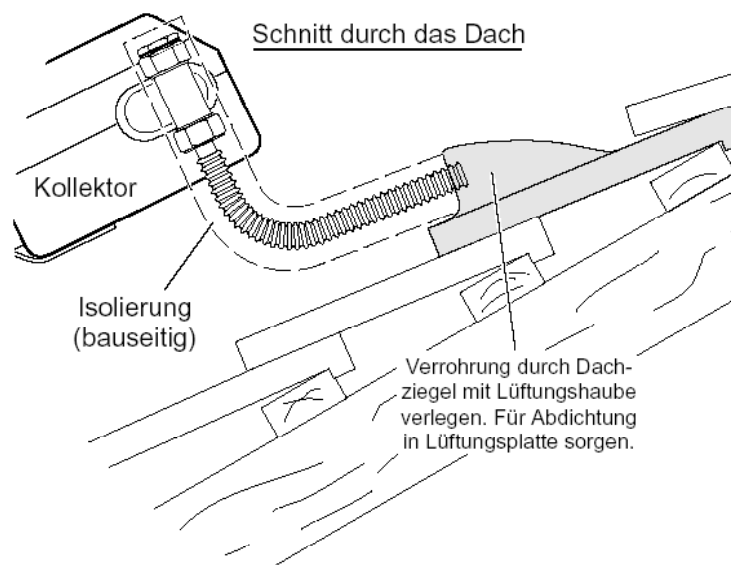 Schnitt durch das Dach
Kollektor
Isolierung
(bauseitig)
Verrohrung durch Dach-
ziegel mit Lüftungshaube
verlegen. Für Abdichtung
in Lüftungsplatte sorgen.